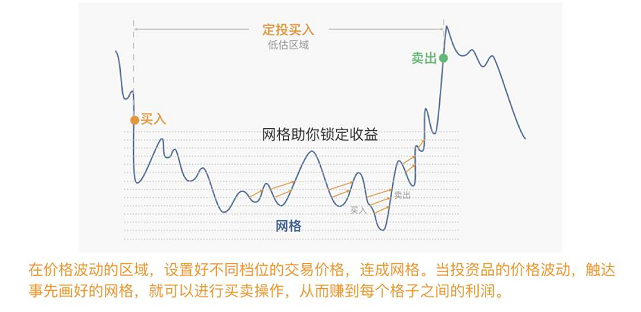 定投买入
低估区域
卖出
买入
网格助你锁定收益
卖出
买入
网格
在价格波动的区域，设置好不同档位的交易价格，连成网格。当投资品的价格波动，触达
事先画好的网格，就可以进行买卖操作，从而赚到每个格子之间的利润。